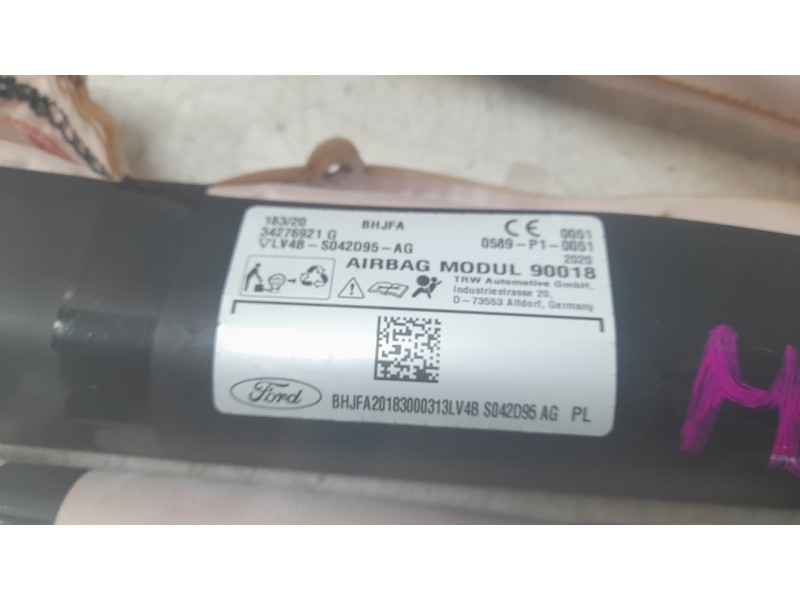 183/20 BHJFA
34276921 G
LV4B-S042D95-AG
CE 0051
0589-P1-0051
2020
AIRBAG MODUL 90018
TRW Automotive GmbH,
Industriestrasse 20,
D-73553 Alfdorf, Germany
Ford
BHJFA20183000313LV4B S042D95 AG PL